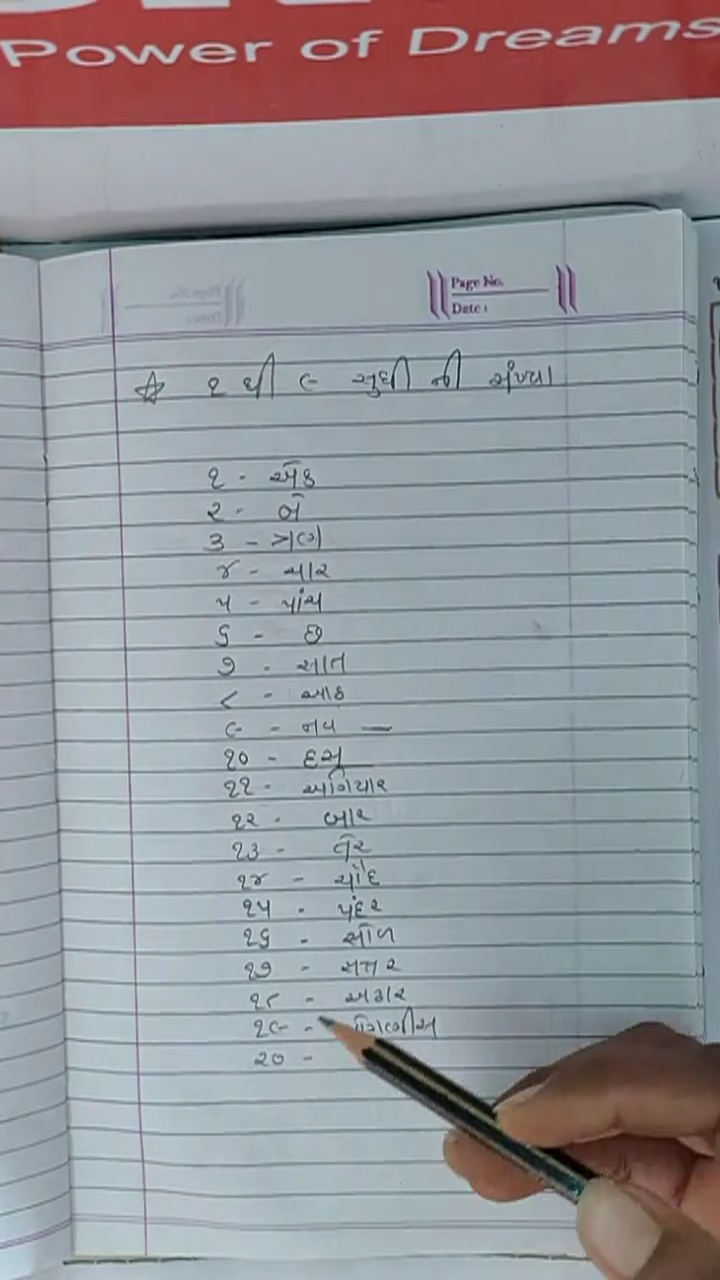 Power of Dreams
Page No.
Date :
૧ થી ૯ સુધી ની સંખ્યા
૧ - એક
૨ - બે
૩ - ત્રણ
૪ - ચાર
૫ - પાંચ
૬ - છ
૭ - સાત
૮ - આઠ
૯ - નવ —
૧૦ - દસ
૧૧ - અગિયાર
૧૨ - બાર
૧૩ - તેર
૧૪ - ચૌદ
૧૫ - પંદર
૧૬ - સોળ
૧૭ - સત્તર
૧૮ - અઢાર
૧૯ -
૨૦ -